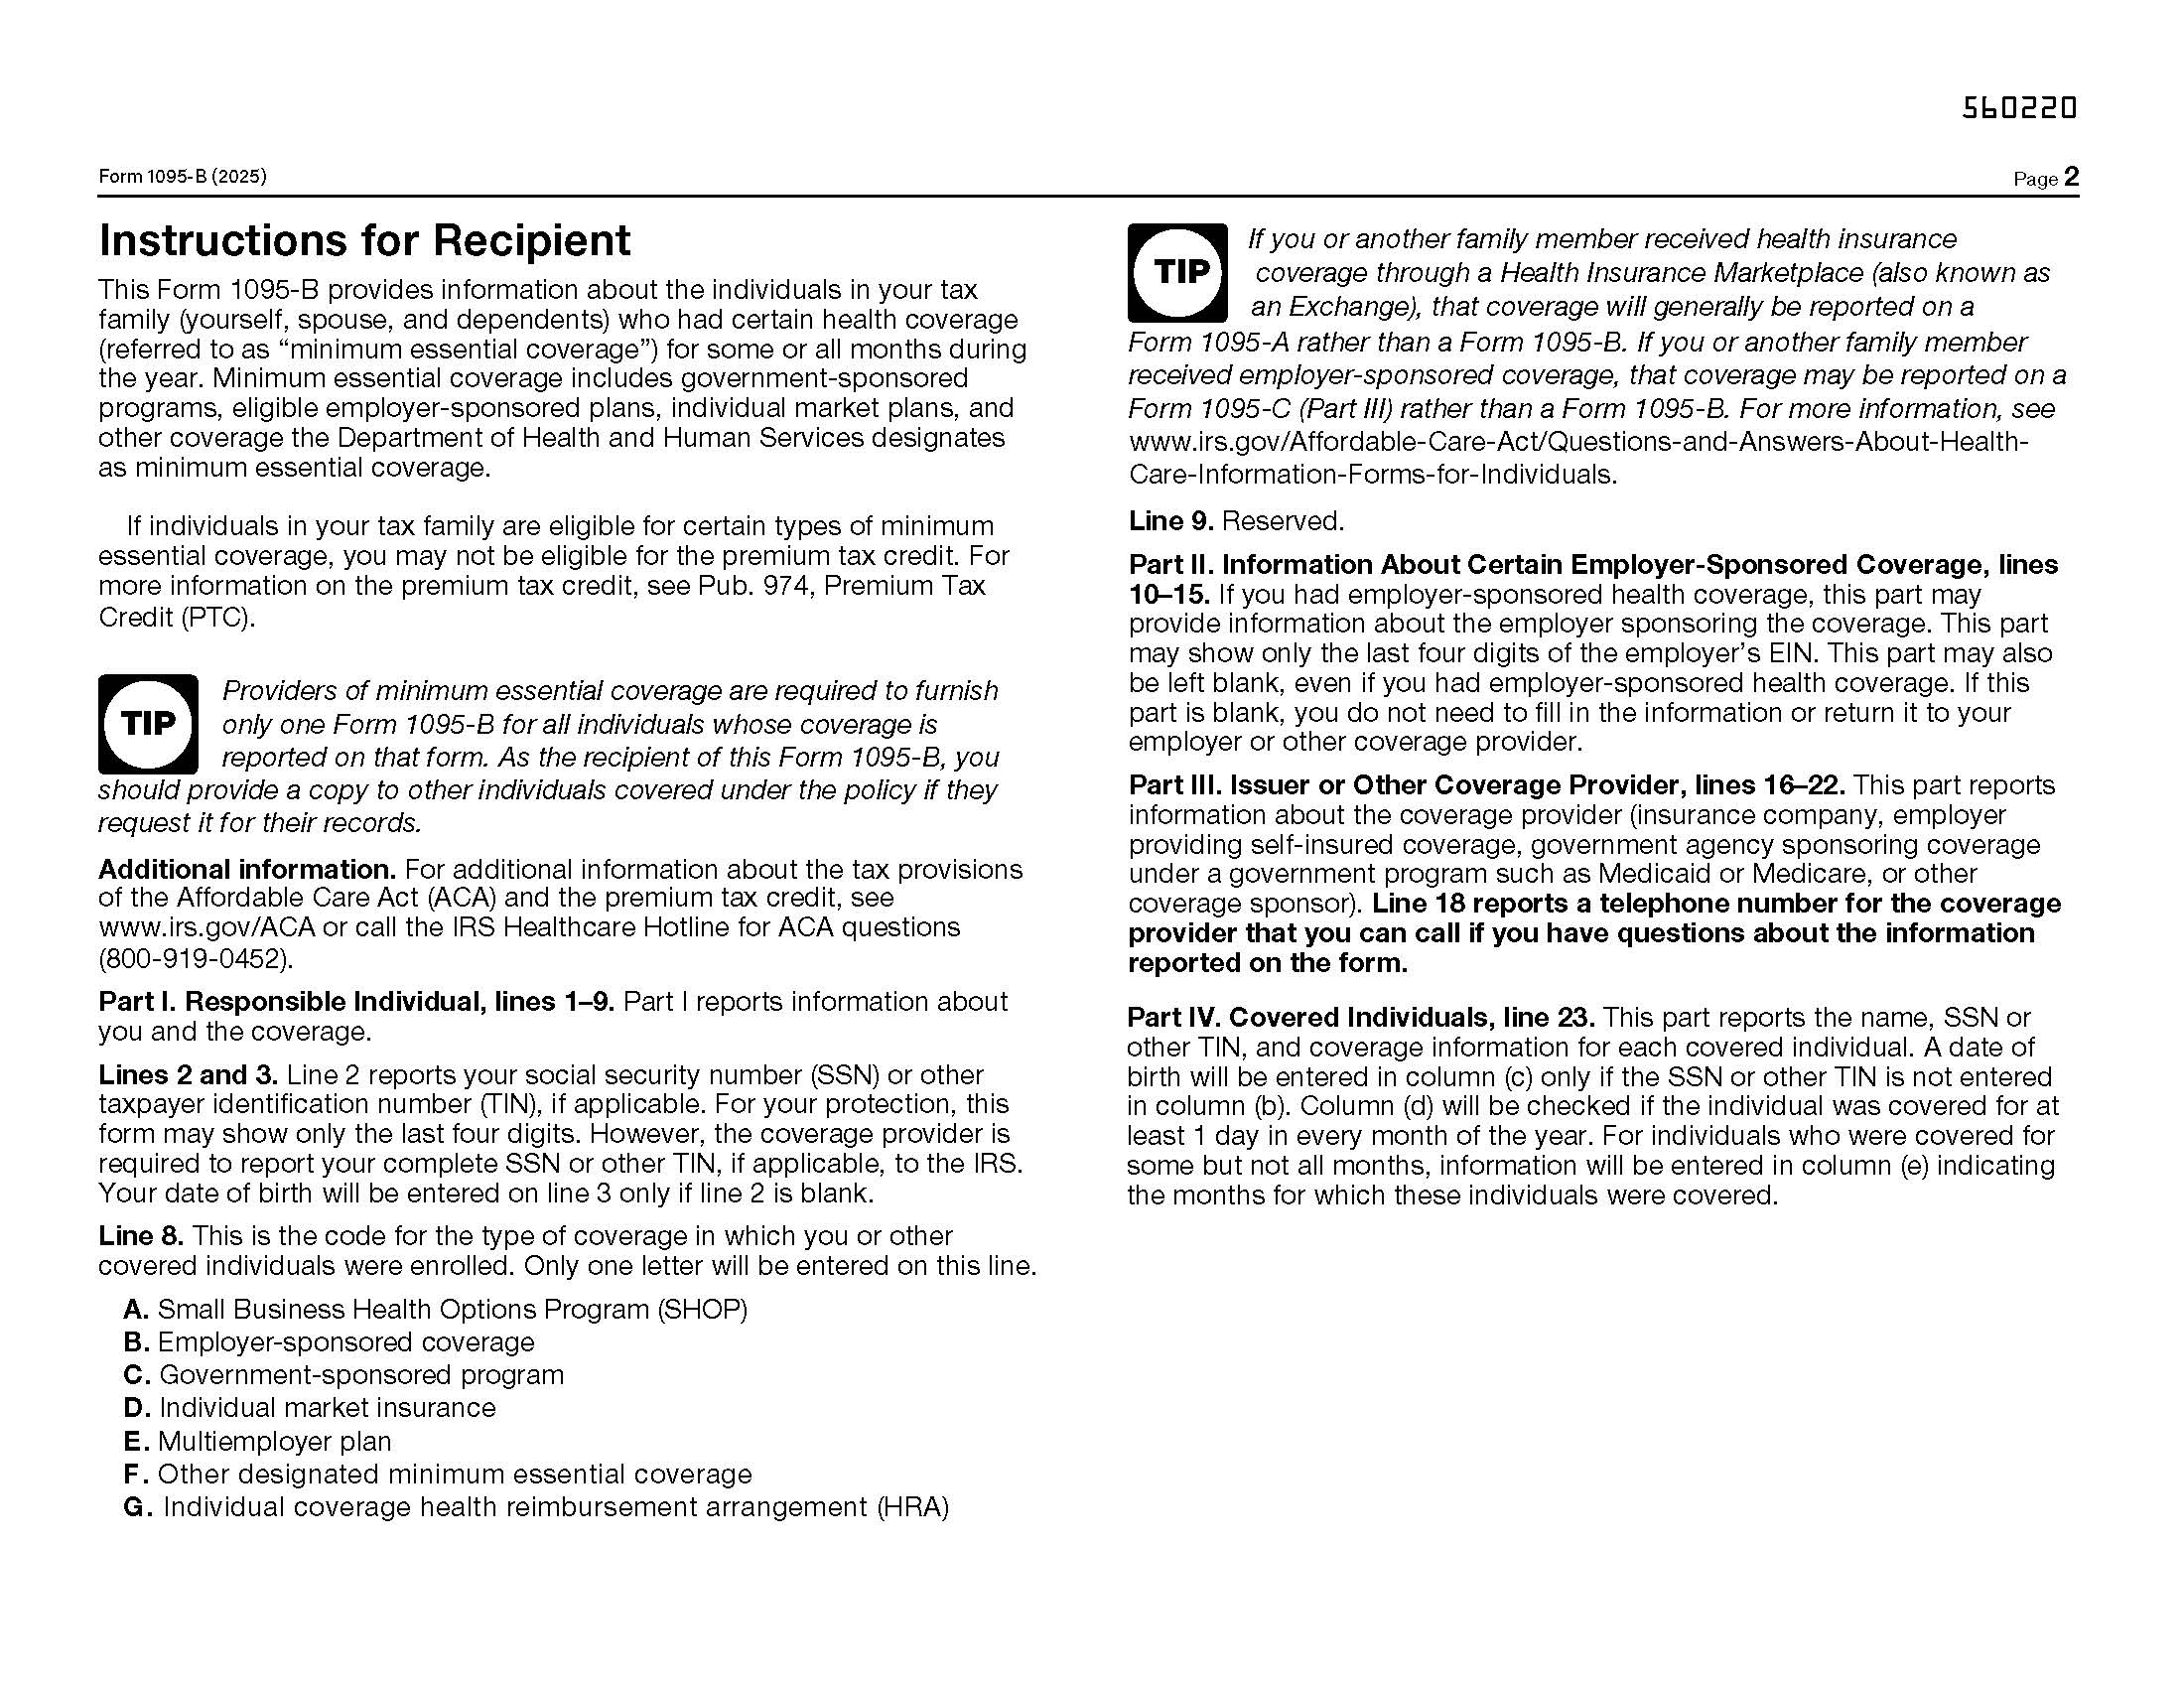 560220
Form 1095-B (2025)
Page 2
Instructions for Recipient
This Form 1095-B provides information about the individuals in your tax
family (yourself, spouse, and dependents) who had certain health coverage
(referred to as “minimum essential coverage”) for some or all months during
the year. Minimum essential coverage includes government-sponsored
programs, eligible employer-sponsored plans, individual market plans, and
other coverage the Department of Health and Human Services designates
as minimum essential coverage.
If individuals in your tax family are eligible for certain types of minimum
essential coverage, you may not be eligible for the premium tax credit. For
more information on the premium tax credit, see Pub. 974, Premium Tax
Credit (PTC).
TIP
Providers of minimum essential coverage are required to furnish
only one Form 1095-B for all individuals whose coverage is
reported on that form. As the recipient of this Form 1095-B, you
should provide a copy to other individuals covered under the policy if they
request it for their records.
Additional information. For additional information about the tax provisions
of the Affordable Care Act (ACA) and the premium tax credit, see
www.irs.gov/ACA or call the IRS Healthcare Hotline for ACA questions
(800-919-0452).
Part I. Responsible Individual, lines 1–9. Part I reports information about
you and the coverage.
Lines 2 and 3. Line 2 reports your social security number (SSN) or other
taxpayer identification number (TIN), if applicable. For your protection, this
form may show only the last four digits. However, the coverage provider is
required to report your complete SSN or other TIN, if applicable, to the IRS.
Your date of birth will be entered on line 3 only if line 2 is blank.
Line 8. This is the code for the type of coverage in which you or other
covered individuals were enrolled. Only one letter will be entered on this line.
A. Small Business Health Options Program (SHOP)
B. Employer-sponsored coverage
C. Government-sponsored program
D. Individual market insurance
E. Multiemployer plan
F. Other designated minimum essential coverage
G. Individual coverage health reimbursement arrangement (HRA)
TIP
If you or another family member received health insurance
coverage through a Health Insurance Marketplace (also known as
an Exchange), that coverage will generally be reported on a
Form 1095-A rather than a Form 1095-B. If you or another family member
received employer-sponsored coverage, that coverage may be reported on a
Form 1095-C (Part III) rather than a Form 1095-B. For more information, see
www.irs.gov/Affordable-Care-Act/Questions-and-Answers-About-Health-
Care-Information-Forms-for-Individuals.
Line 9. Reserved.
Part II. Information About Certain Employer-Sponsored Coverage, lines
10–15. If you had employer-sponsored health coverage, this part may
provide information about the employer sponsoring the coverage. This part
may show only the last four digits of the employer’s EIN. This part may also
be left blank, even if you had employer-sponsored health coverage. If this
part is blank, you do not need to fill in the information or return it to your
employer or other coverage provider.
Part III. Issuer or Other Coverage Provider, lines 16–22. This part reports
information about the coverage provider (insurance company, employer
providing self-insured coverage, government agency sponsoring coverage
under a government program such as Medicaid or Medicare, or other
coverage sponsor). Line 18 reports a telephone number for the coverage
provider that you can call if you have questions about the information
reported on the form.
Part IV. Covered Individuals, line 23. This part reports the name, SSN or
other TIN, and coverage information for each covered individual. A date of
birth will be entered in column (c) only if the SSN or other TIN is not entered
in column (b). Column (d) will be checked if the individual was covered for at
least 1 day in every month of the year. For individuals who were covered for
some but not all months, information will be entered in column (e) indicating
the months for which these individuals were covered.